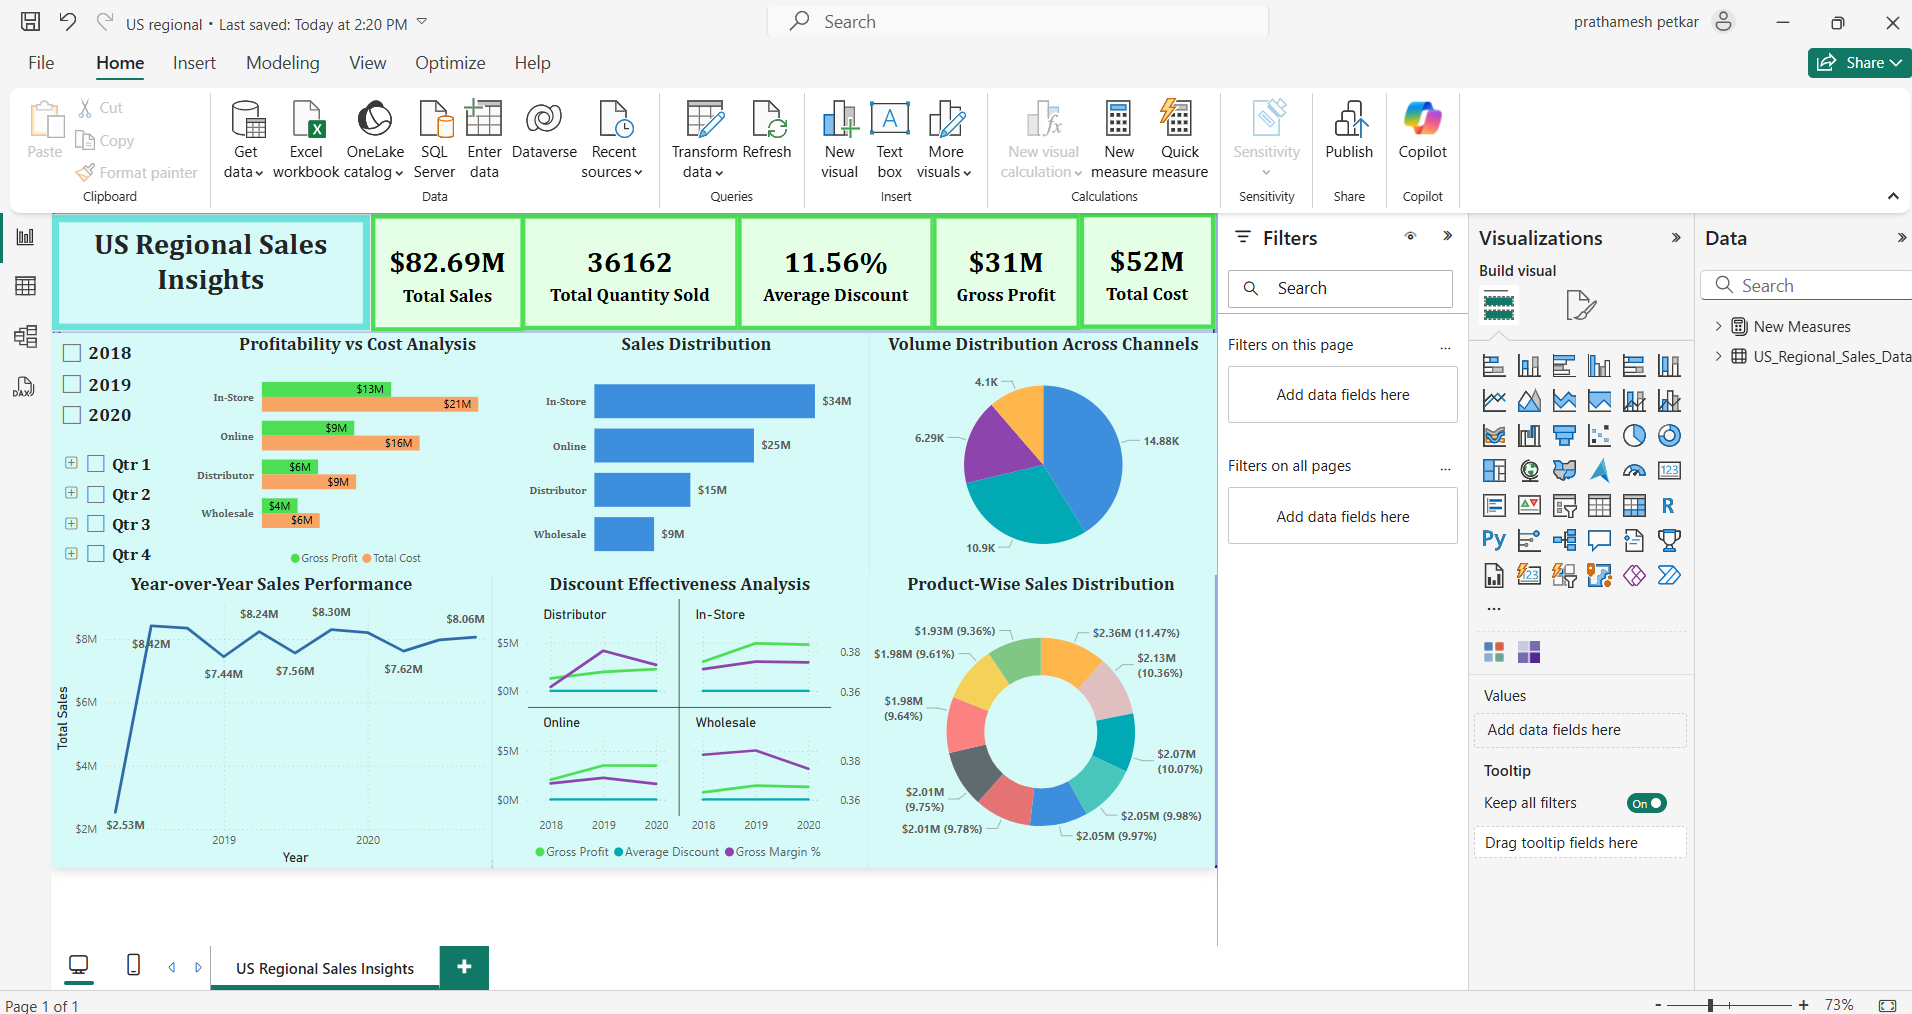 US regional • Last saved: Today at 2:20 PM
Search
prathamesh petkar
File Home Insert Modeling View Optimize Help
Share
Paste
Cut
Copy
Format painter
Clipboard
Get data
Excel workbook
OneLake catalog
SQL Server
Enter data
Dataverse
Recent sources
Data
Transform data
Refresh
Queries
New visual
Text box
More visuals
Insert
New visual calculation
New measure
Quick measure
Calculations
Sensitivity
Sensitivity
Publish
Share
Copilot
Copilot
US Regional Sales
Insights
$82.69M
Total Sales
36162
Total Quantity Sold
11.56%
Average Discount
$31M
Gross Profit
$52M
Total Cost
2018
2019
2020
Qtr 1
Qtr 2
Qtr 3
Qtr 4
Profitability vs Cost Analysis
In-Store $13M $21M
Online $9M $16M
Distributor $6M $9M
Wholesale $4M $6M
Gross Profit Total Cost
Sales Distribution
In-Store $34M
Online $25M
Distributor $15M
Wholesale $9M
Volume Distribution Across Channels
4.1K
6.29K
14.88K
10.9K
Year-over-Year Sales Performance
Total Sales
$8M
$6M
$4M
$2M
$2.53M
$8.42M
$7.44M
$8.24M
$7.56M
$8.30M
$7.62M
$8.06M
2019 2020
Year
Discount Effectiveness Analysis
Distributor In-Store
$5M 0.38
$0M 0.36
Online Wholesale
$5M 0.38
$0M 0.36
2018 2019 2020 2018 2019 2020
Gross Profit Average Discount Gross Margin %
Product-Wise Sales Distribution
$1.93M (9.36%)
$2.36M (11.47%)
$1.98M (9.61%)
$2.13M
(10.36%)
$1.98M
(9.64%)
$2.07M
(10.07%)
$2.01M
(9.75%)
$2.05M (9.98%)
$2.01M (9.78%)
$2.05M (9.97%)
Filters
Search
Filters on this page ...
Add data fields here
Filters on all pages ...
Add data fields here
Visualizations
Build visual
123
R
Py
123
...
Values
Add data fields here
Tooltip
Keep all filters On
Drag tooltip fields here
Data
Search
New Measures
US_Regional_Sales_Data
DAX
US Regional Sales Insights
+
Page 1 of 1
- + 73%